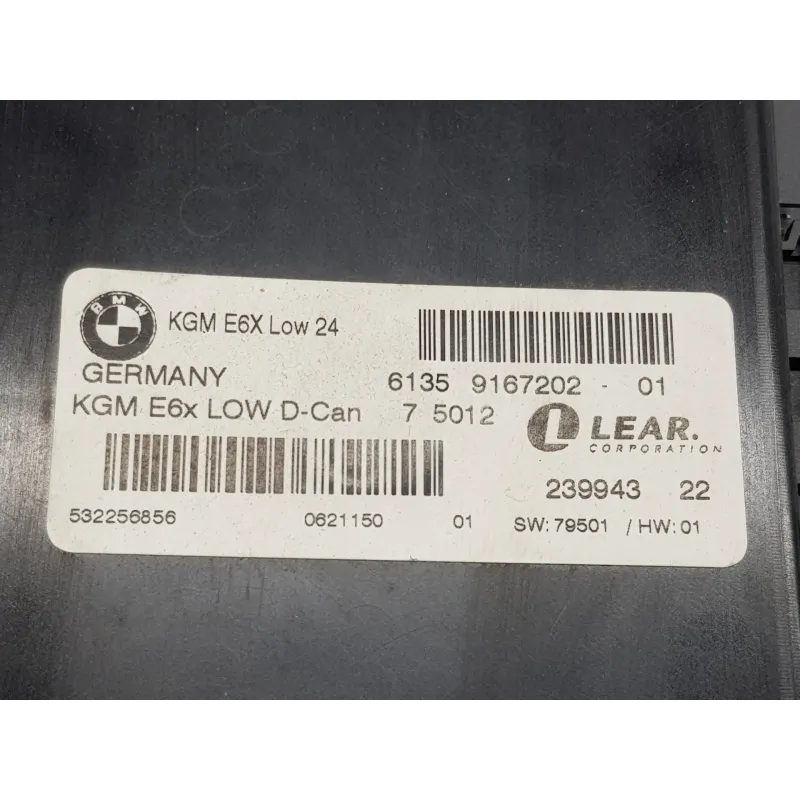 BMW
KGM E6X Low 24
GERMANY 6135 9167202 - 01
KGM E6x LOW D-Can 7 5012
L LEAR.
CORPORATION
239943 22
532256856 0621150 01 SW: 79501 / HW: 01